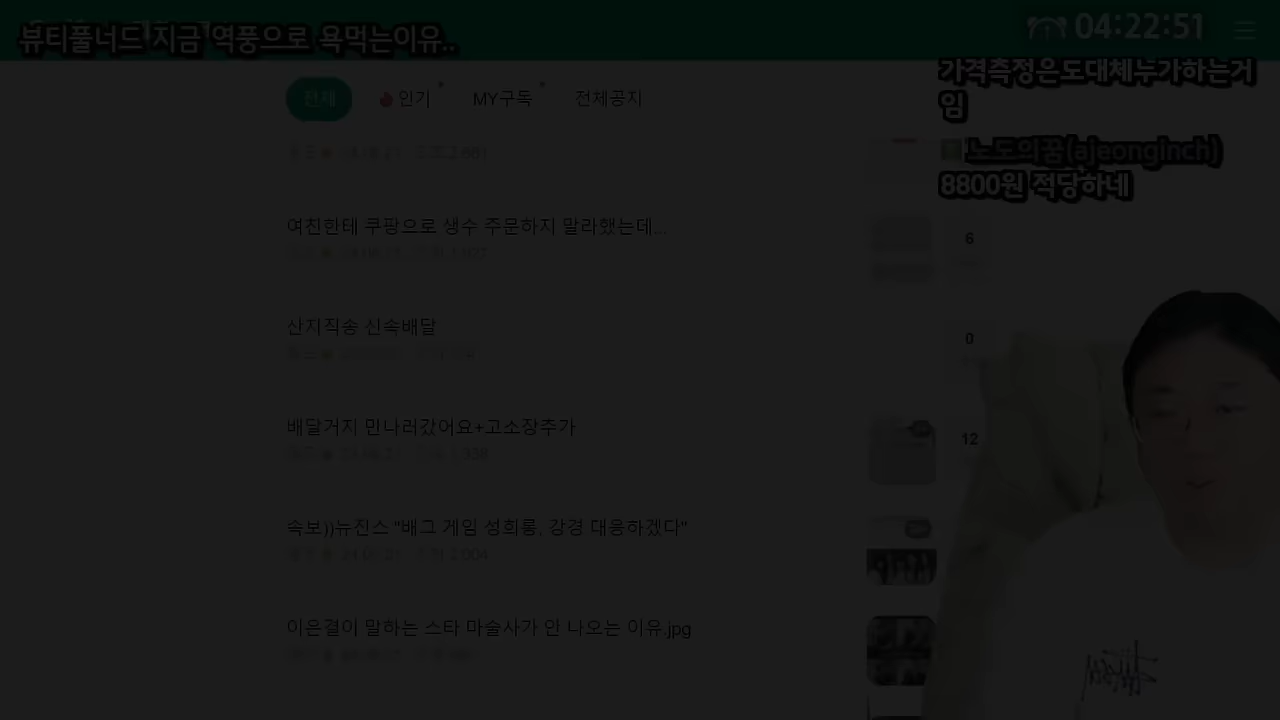 뷰티풀너드 지금 역풍으로 욕먹는이유..
04:22:51
가격측정은도대체누가하는거
임
노도의꿈(ajeonginch)
8800원 적당하네
전체
인기
MY구독
전체공지
여친한테 쿠팡으로 생수 주문하지 말라했는데...
6
산지직송 신속배달
0
배달거지 만나러갔어요+고소장추가
12
속보))뉴진스 "배그 게임 성희롱, 강경 대응하겠다"
이은결이 말하는 스타 마술사가 안 나오는 이유.jpg